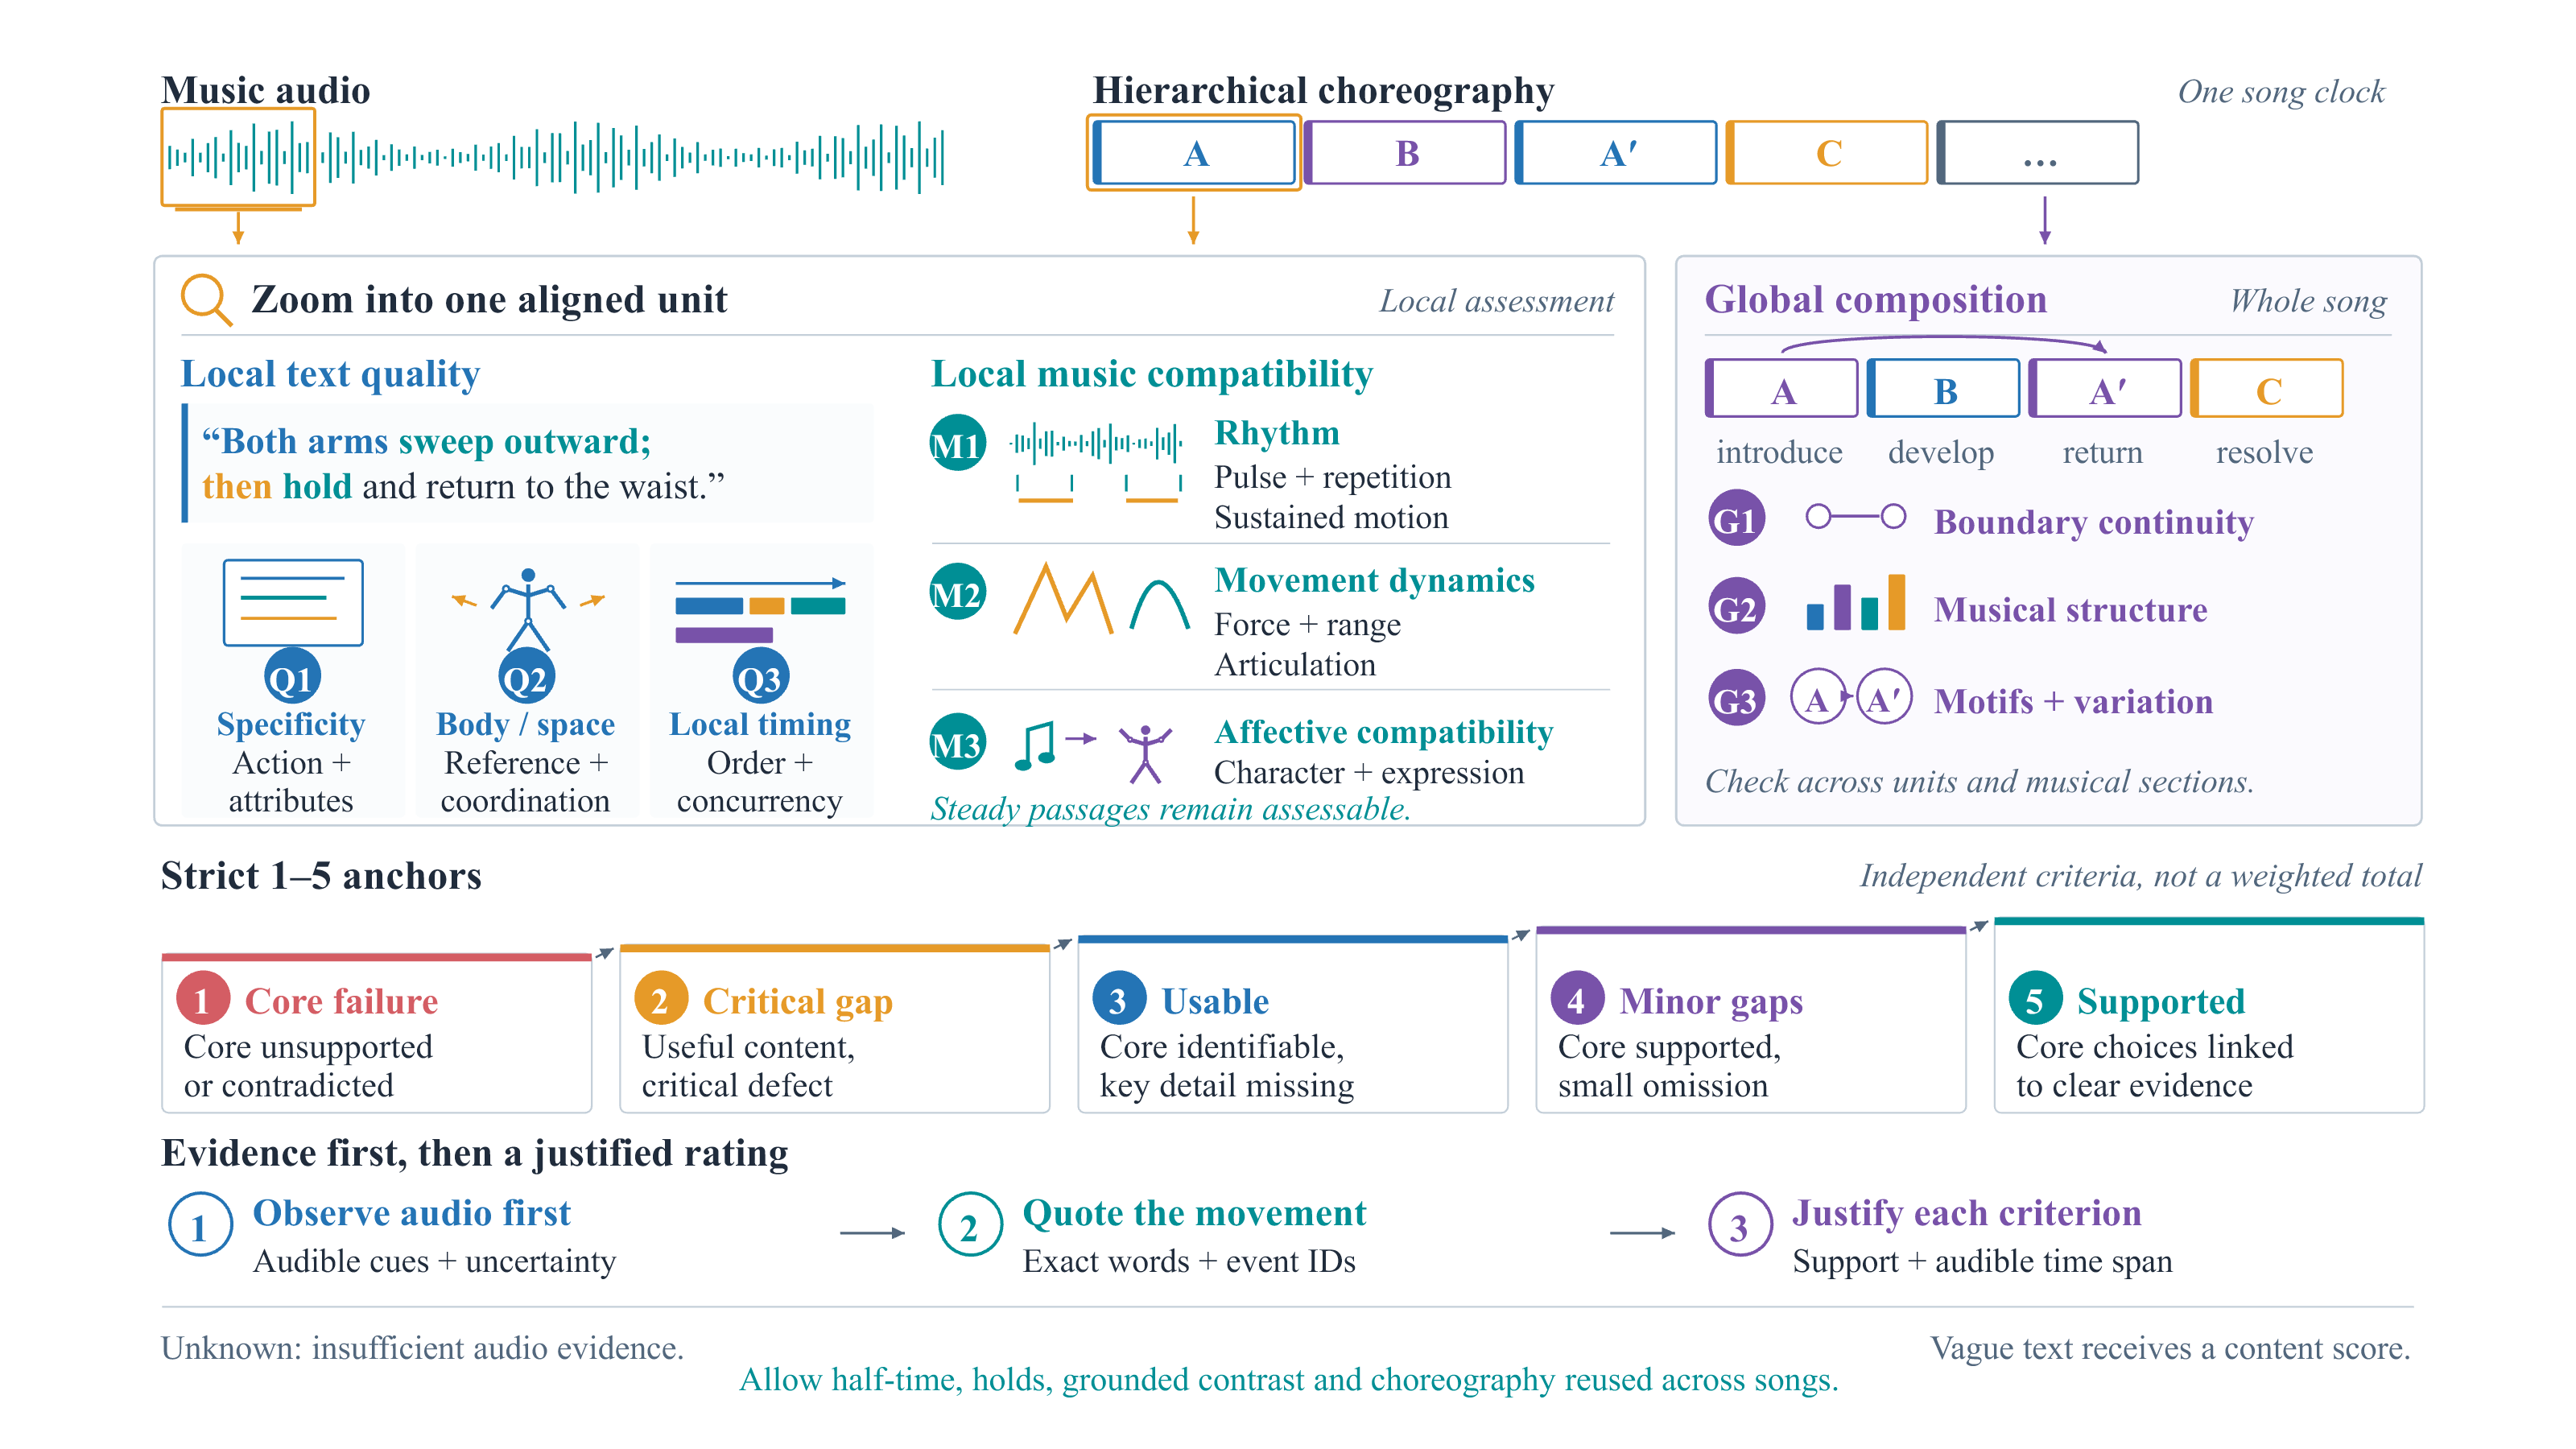 Music audio
Hierarchical choreography
One song clock
A
B
A′
C
...
Zoom into one aligned unit
Local assessment
Local text quality
“Both arms sweep outward;
then hold and return to the waist.”
Q1
Specificity
Action +
attributes
Q2
Body / space
Reference +
coordination
Q3
Local timing
Order +
concurrency
Local music compatibility
M1
Rhythm
Pulse + repetition
Sustained motion
M2
Movement dynamics
Force + range
Articulation
M3
Affective compatibility
Character + expression
Steady passages remain assessable.
Global composition
Whole song
A
B
A′
C
introduce
develop
return
resolve
G1
Boundary continuity
G2
Musical structure
G3
A
A′
Motifs + variation
Check across units and musical sections.
Strict 1–5 anchors
Independent criteria, not a weighted total
1 Core failure
Core unsupported
or contradicted
2 Critical gap
Useful content,
critical defect
3 Usable
Core identifiable,
key detail missing
4 Minor gaps
Core supported,
small omission
5 Supported
Core choices linked
to clear evidence
Evidence first, then a justified rating
1 Observe audio first
Audible cues + uncertainty
2 Quote the movement
Exact words + event IDs
3 Justify each criterion
Support + audible time span
Unknown: insufficient audio evidence.
Vague text receives a content score.
Allow half-time, holds, grounded contrast and choreography reused across songs.